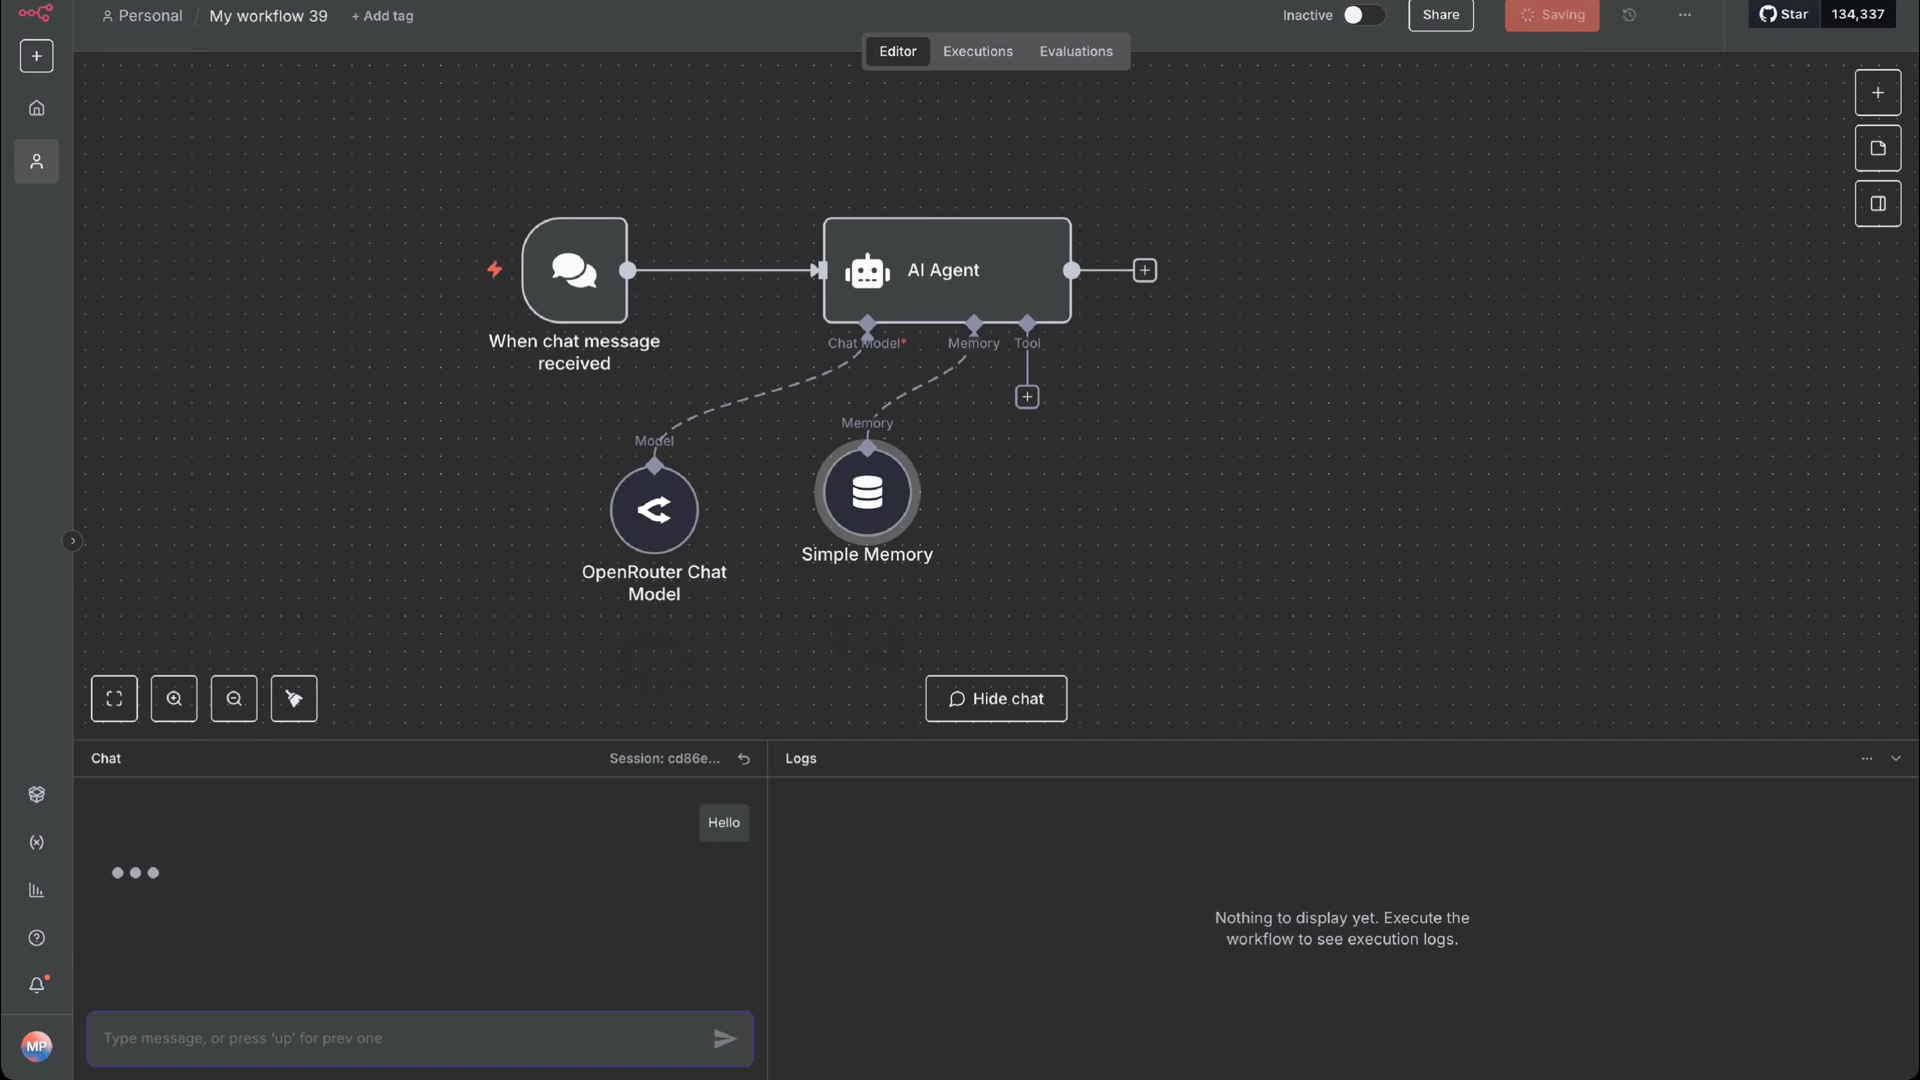 Personal / My workflow 39 + Add tag
Inactive Share Saving Star 134,337
Editor Executions Evaluations
AI Agent
When chat message
received
Chat Model* Memory Tool
Memory
Model
Simple Memory
OpenRouter Chat
Model
Hide chat
Chat Session: cd86e...
Logs
Hello
Nothing to display yet. Execute the
workflow to see execution logs.
Type message, or press 'up' for prev one
MP